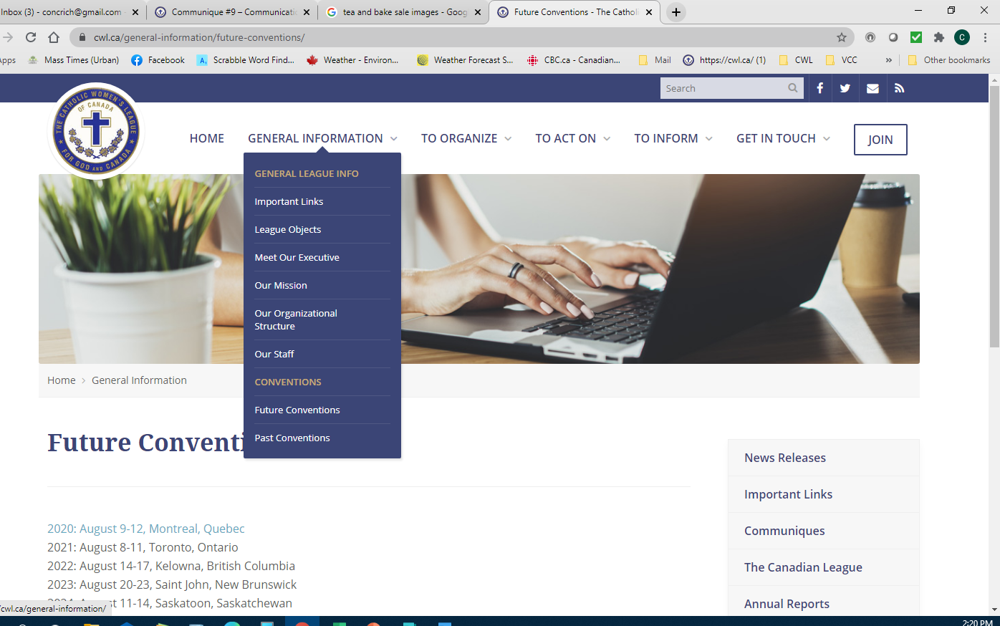 Inbox (3) - concrich@gmail.com
Communique #9 – Communicatio
tea and bake sale images - Goog
Future Conventions - The Catholi
cwl.ca/general-information/future-conventions/
C
Apps
Mass Times (Urban)
Facebook
Scrabble Word Find...
Weather - Environ...
Weather Forecast S...
CBC.ca - Canadian...
Mail
https://cwl.ca/ (1)
CWL
VCC
Other bookmarks
Search
THE CATHOLIC WOMEN'S LEAGUE
OF CANADA
FOR GOD AND CANADA
HOME
GENERAL INFORMATION
TO ORGANIZE
TO ACT ON
TO INFORM
GET IN TOUCH
JOIN
GENERAL LEAGUE INFO
Important Links
League Objects
Meet Our Executive
Our Mission
Our Organizational
Structure
Our Staff
CONVENTIONS
Future Conventions
Past Conventions
Home > General Information
Future Conventi
2020: August 9-12, Montreal, Quebec
2021: August 8-11, Toronto, Ontario
2022: August 14-17, Kelowna, British Columbia
2023: August 20-23, Saint John, New Brunswick
2024: August 11-14, Saskatoon, Saskatchewan
News Releases
Important Links
Communiques
The Canadian League
Annual Reports
/cwl.ca/general-information/
2:20 PM